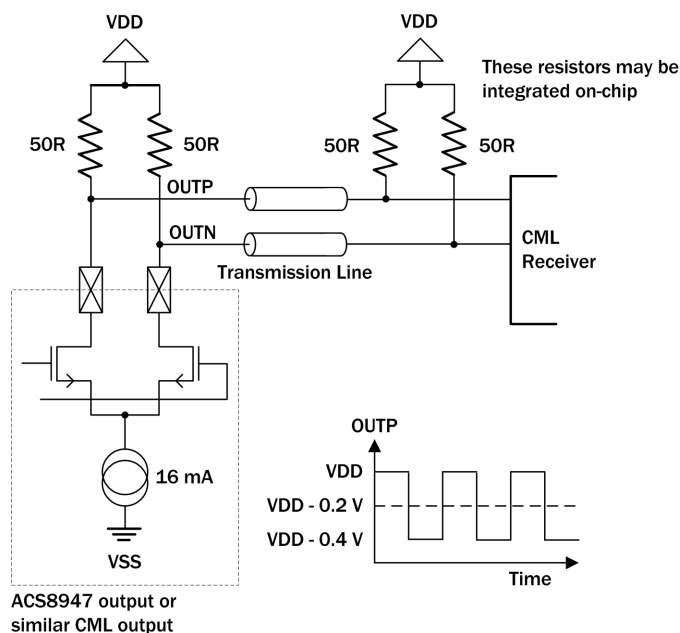 VDD
VDD
These resistors may be
integrated on-chip
50R
50R
50R
50R
OUTP
OUTN
Transmission Line
CML
Receiver
16 mA
VSS
ACS8947 output or
similar CML output
OUTP
VDD
VDD - 0.2 V
VDD - 0.4 V
Time